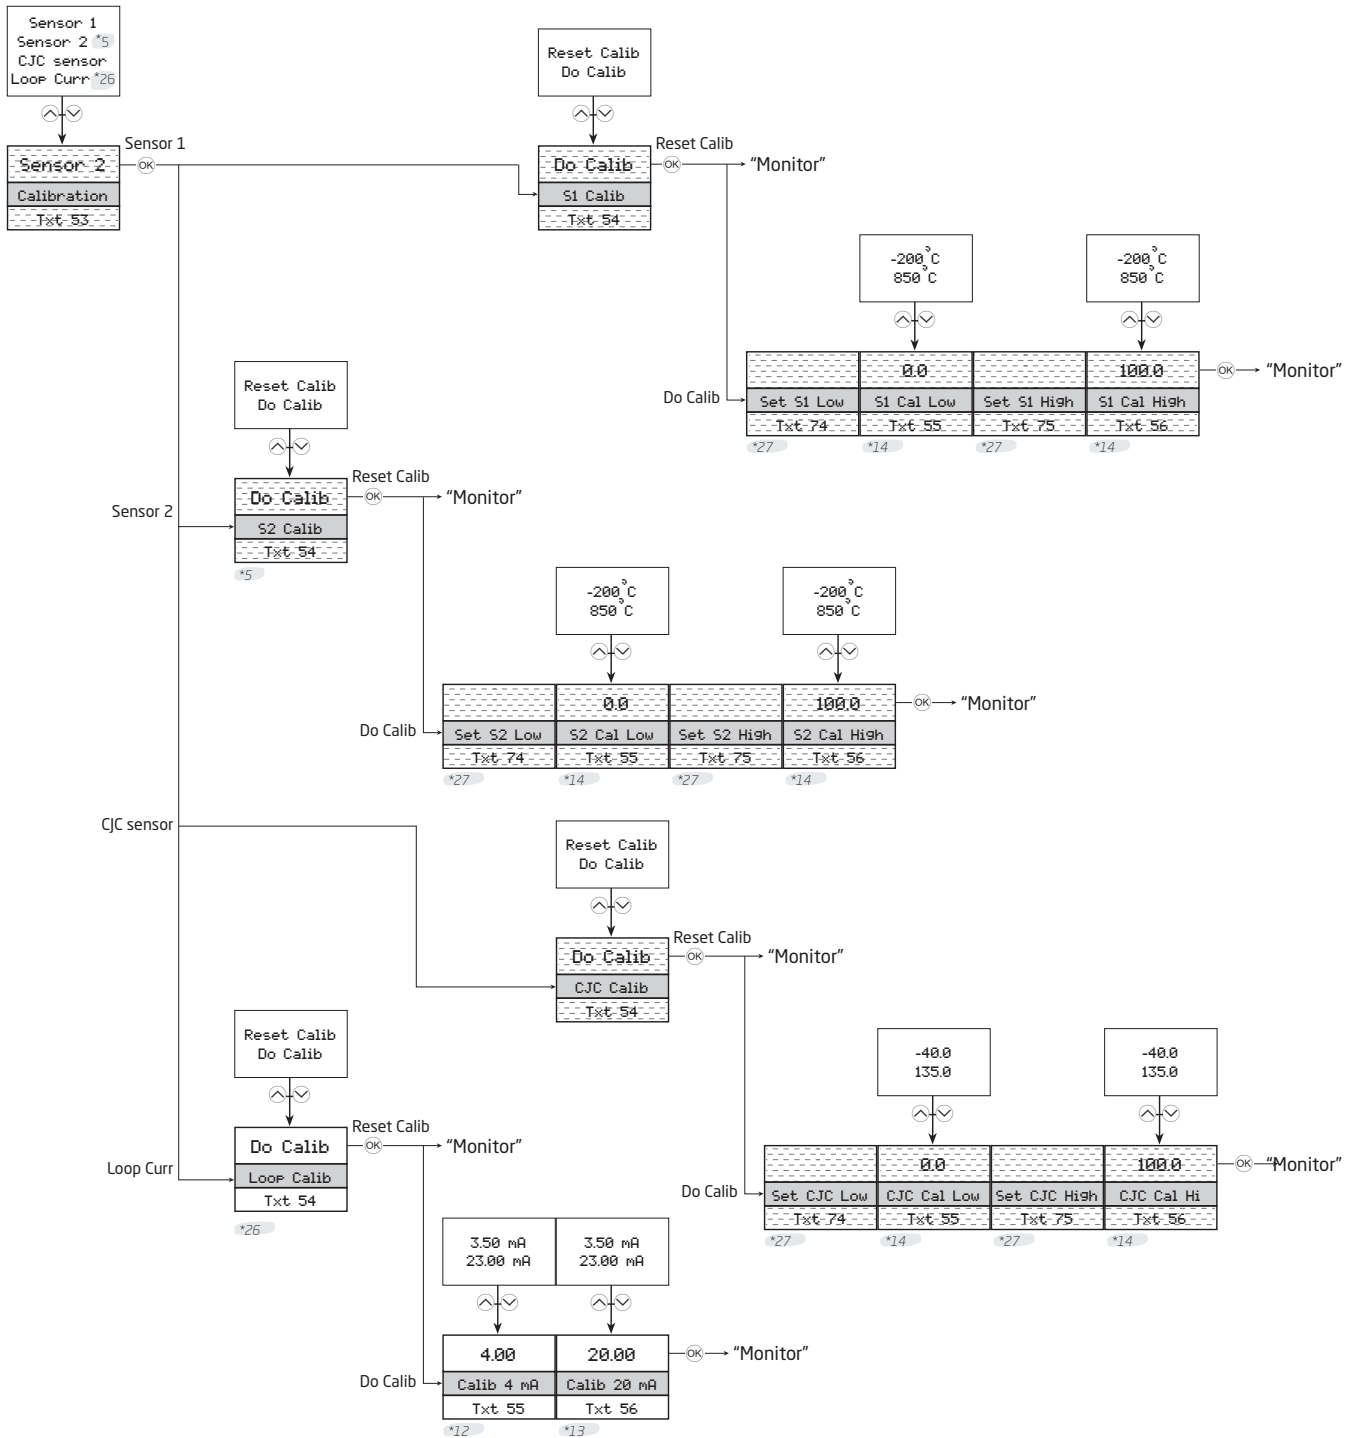 Sensor 1
Sensor 2 *5
CJC sensor
Loop Curr *26
Sensor 2
Calibration
Txt 53
Sensor 1
OK
Reset Calib
Do Calib
Do Calib
S1 Calib
Txt 54
Reset Calib
OK
"Monitor"
-200°C
850°C
-200°C
850°C
Do Calib
Set S1 Low
Txt 74
*27
0.0
S1 Cal Low
Txt 55
*14
Set S1 High
Txt 75
*27
100.0
S1 Cal High
Txt 56
*14
OK
"Monitor"
Sensor 2
Reset Calib
Do Calib
Do Calib
S2 Calib
Txt 54
*5
Reset Calib
OK
"Monitor"
-200°C
850°C
-200°C
850°C
Do Calib
Set S2 Low
Txt 74
*27
0.0
S2 Cal Low
Txt 55
*14
Set S2 High
Txt 75
*27
100.0
S2 Cal High
Txt 56
*14
OK
"Monitor"
CJC sensor
Reset Calib
Do Calib
Do Calib
CJC Calib
Txt 54
Reset Calib
OK
"Monitor"
-40.0
135.0
-40.0
135.0
Do Calib
Set CJC Low
Txt 74
*27
0.0
CJC Cal Low
Txt 55
*14
Set CJC High
Txt 75
*27
100.0
CJC Cal Hi
Txt 56
*14
OK
"Monitor"
Loop Curr
Reset Calib
Do Calib
Do Calib
Loop Calib
Txt 54
*26
Reset Calib
OK
"Monitor"
3.50 mA
23.00 mA
3.50 mA
23.00 mA
Do Calib
4.00
Calib 4 mA
Txt 55
*12
20.00
Calib 20 mA
Txt 56
*13
OK
"Monitor"